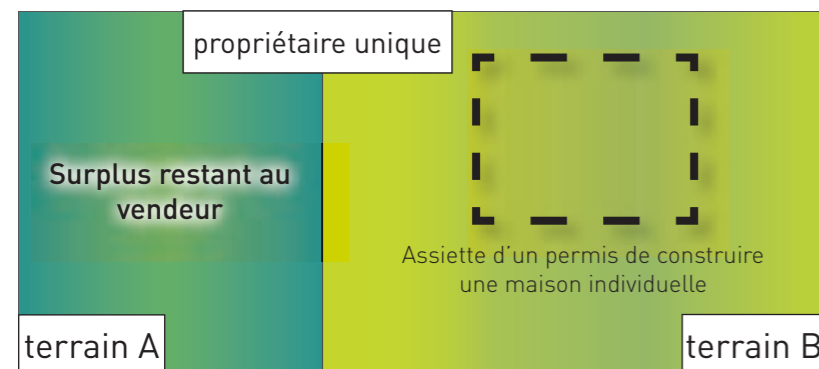 propriétaire unique
Surplus restant au
vendeur
Assiette d'un permis de construire
une maison individuelle
terrain A
terrain B